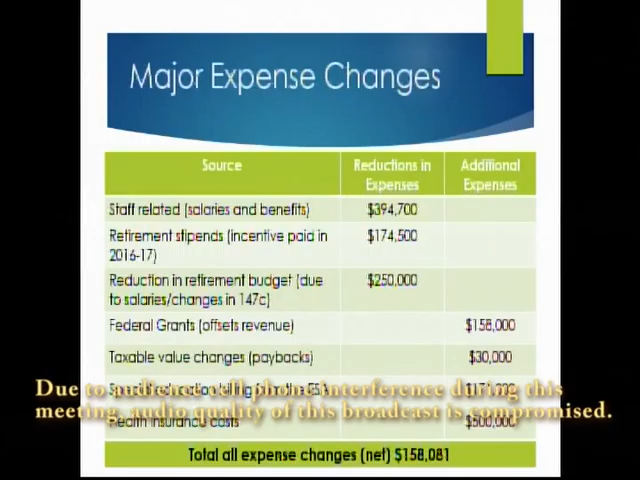 Major Expense Changes
Source Reductions in Additional
Expenses Expenses
Staff related (salaries and benefits) $394,700
Retirement stipends (incentive paid in $174,500
2016-17)
Reduction in retirement budget (due $250,000
to salaries/changes in 147c)
Federal Grants (offsets revenue) $158,000
Taxable value changes (paybacks) $30,000
Due to audience cell phone interference during this
meeting, audio quality of this broadcast is compromised.
Health insurance costs $500,000
Total all expense changes (net) $158,081